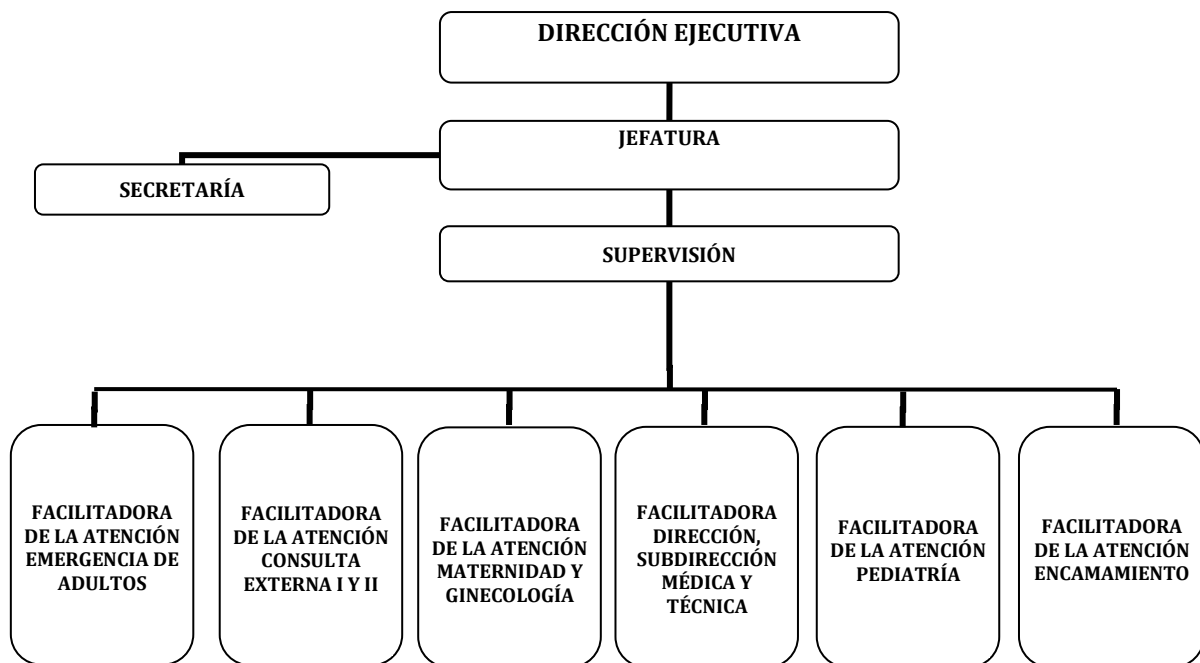 DIRECCIÓN EJECUTIVA
JEFATURA
SECRETARÍA
SUPERVISIÓN
FACILITADORA
DE LA ATENCIÓN
EMERGENCIA DE
ADULTOS
FACILITADORA
DE LA ATENCIÓN
CONSULTA
EXTERNA I Y II
FACILITADORA
DE LA ATENCIÓN
MATERNIDAD Y
GINECOLOGÍA
FACILITADORA
DIRECCIÓN,
SUBDIRECCIÓN
MÉDICA Y
TÉCNICA
FACILITADORA
DE LA ATENCIÓN
PEDIATRÍA
FACILITADORA
DE LA ATENCIÓN
ENCAMAMIENTO